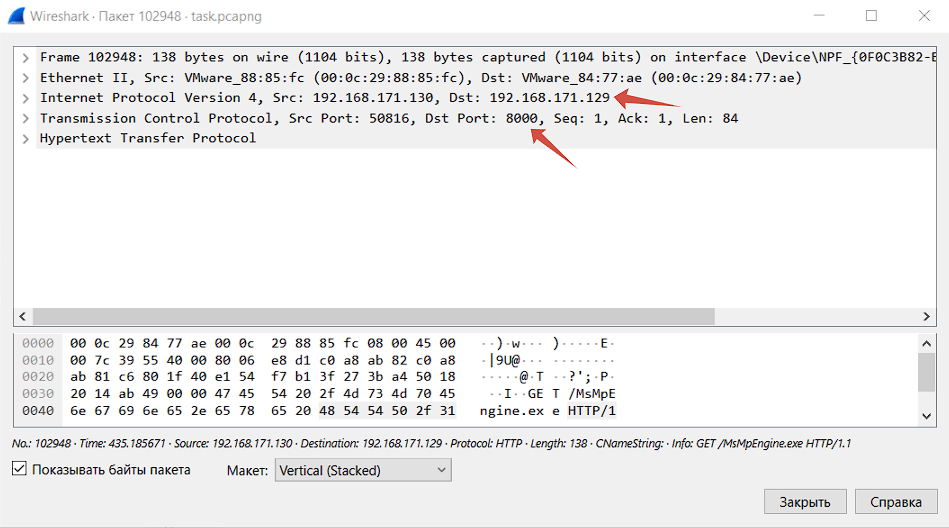 Wireshark · Пакет 102948 · task.pcapng
Frame 102948: 138 bytes on wire (1104 bits), 138 bytes captured (1104 bits) on interface \Device\NPF_{0F0C3B82-E
Ethernet II, Src: VMware_88:85:fc (00:0c:29:88:85:fc), Dst: VMware_84:77:ae (00:0c:29:84:77:ae)
Internet Protocol Version 4, Src: 192.168.171.130, Dst: 192.168.171.129
Transmission Control Protocol, Src Port: 50816, Dst Port: 8000, Seq: 1, Ack: 1, Len: 84
Hypertext Transfer Protocol
0000 00 0c 29 84 77 ae 00 0c 29 88 85 fc 08 00 45 00 ··)·w··· )·····E·
0010 00 7c 39 55 40 00 80 06 e8 d1 c0 a8 ab 82 c0 a8 ·|9U@··· ········
0020 ab 81 c6 80 1f 40 e1 54 f7 b1 3f 27 3b a4 50 18 ·····@·T ··?';·P·
0030 20 14 ab 49 00 00 47 45 54 20 2f 4d 73 4d 70 45 ··I··GE T /MsMpE
0040 6e 67 69 6e 65 2e 65 78 65 20 48 54 54 50 2f 31 ngine.ex e HTTP/1
No.: 102948 · Time: 435.185671 · Source: 192.168.171.130 · Destination: 192.168.171.129 · Protocol: HTTP · Length: 138 · CNameString: · Info: GET /MsMpEngine.exe HTTP/1.1
Показывать байты пакета Макет: Vertical (Stacked)
Закрыть Справка